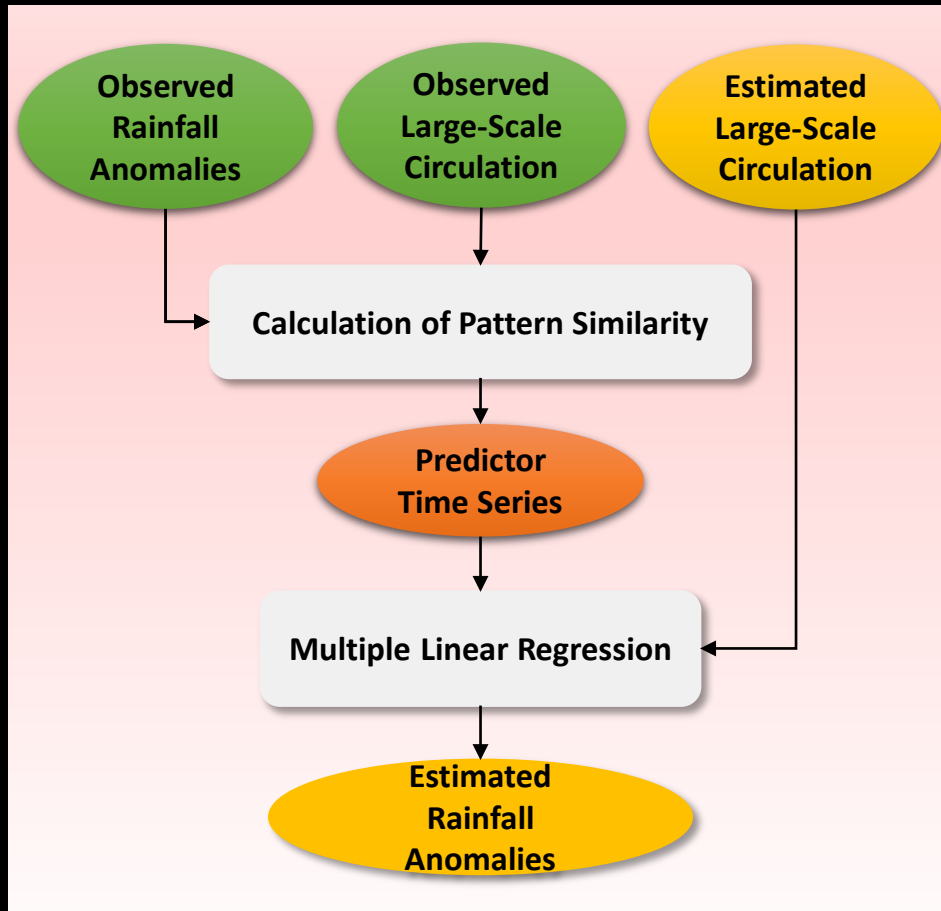 Observed
Rainfall
Anomalies
Observed
Large-Scale
Circulation
Estimated
Large-Scale
Circulation
Calculation of Pattern Similarity
Predictor
Time Series
Multiple Linear Regression
Estimated
Rainfall
Anomalies